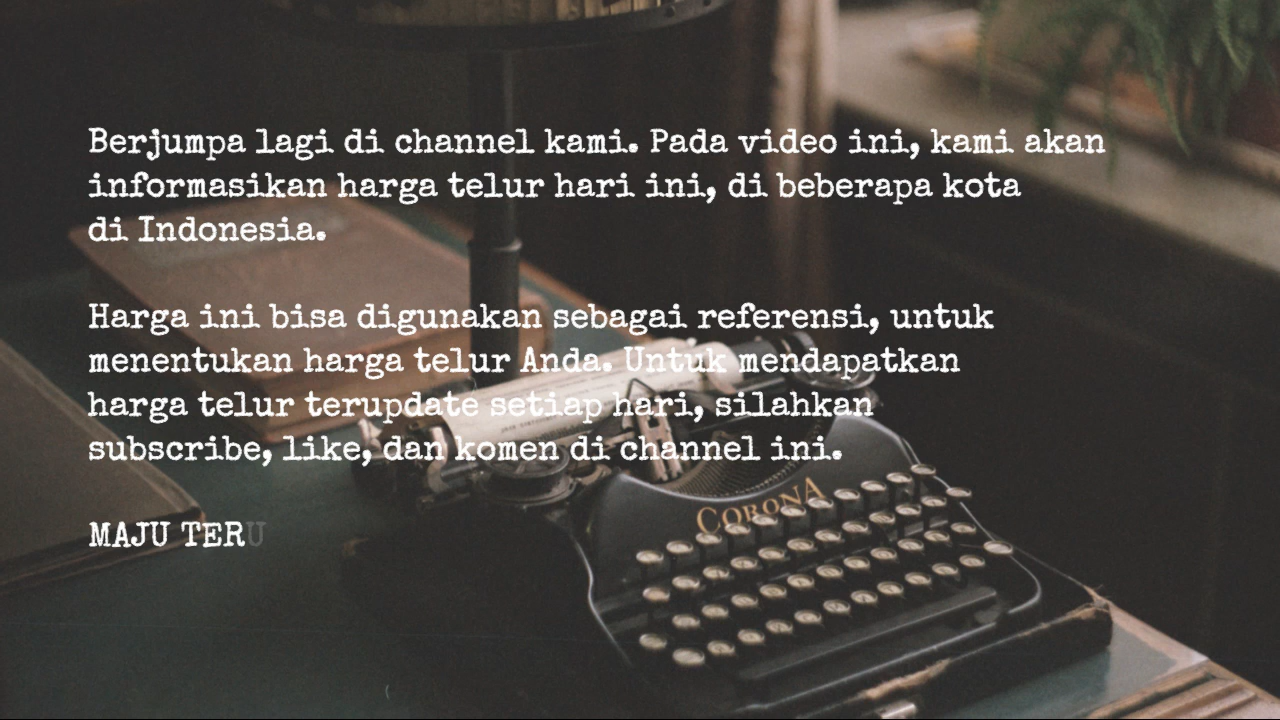 Berjumpa lagi di channel kami. Pada video ini, kami akan
informasikan harga telur hari ini, di beberapa kota
di Indonesia.
Harga ini bisa digunakan sebagai referensi, untuk
menentukan harga telur Anda. Untuk mendapatkan
harga telur terupdate setiap hari, silahkan
subscribe, like, dan komen di channel ini.
MAJU TERU
CORONA